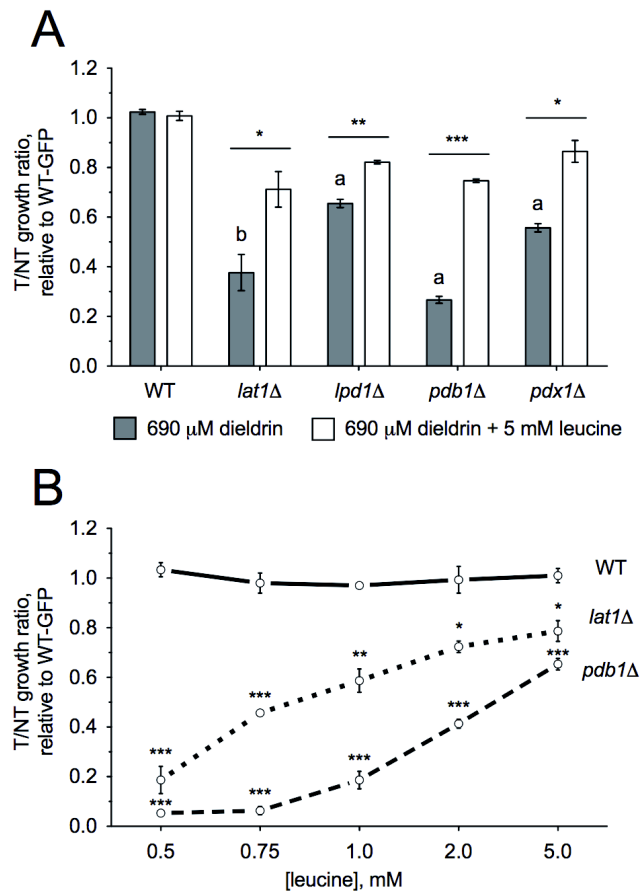 A
T/NT growth ratio,
relative to WT-GFP
1.2
1.0
0.8
0.6
0.4
0.2
0.0
* ** *** *
b a a a
WT lat1Δ lpd1Δ pdb1Δ pdx1Δ
690 μM dieldrin 690 μM dieldrin + 5 mM leucine
B
T/NT growth ratio,
relative to WT-GFP
1.2
1.0
0.8
0.6
0.4
0.2
0.0
WT
lat1Δ
pdb1Δ
*** *** ** * *
*** *** *** *** ***
0.5 0.75 1.0 2.0 5.0
[leucine], mM